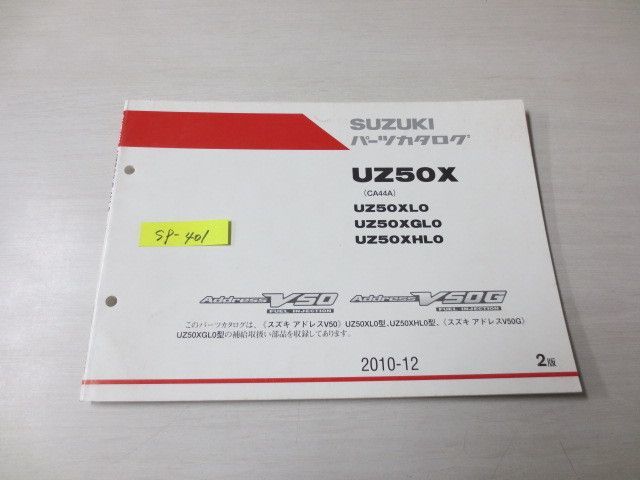 SUZUKI
パーツカタログ
UZ50X
(CA44A)
UZ50XL0
UZ50XGL0
UZ50XHL0
SP-401
Address V50
FUEL INJECTION
Address V50G
FUEL INJECTION
このパーツカタログは、《スズキ アドレスV50》UZ50XL0型、UZ50XHL0型、〈スズキ アドレスV50G〉
UZ50XGL0型の補給取扱い部品を収録してあります。
2010-12
2版